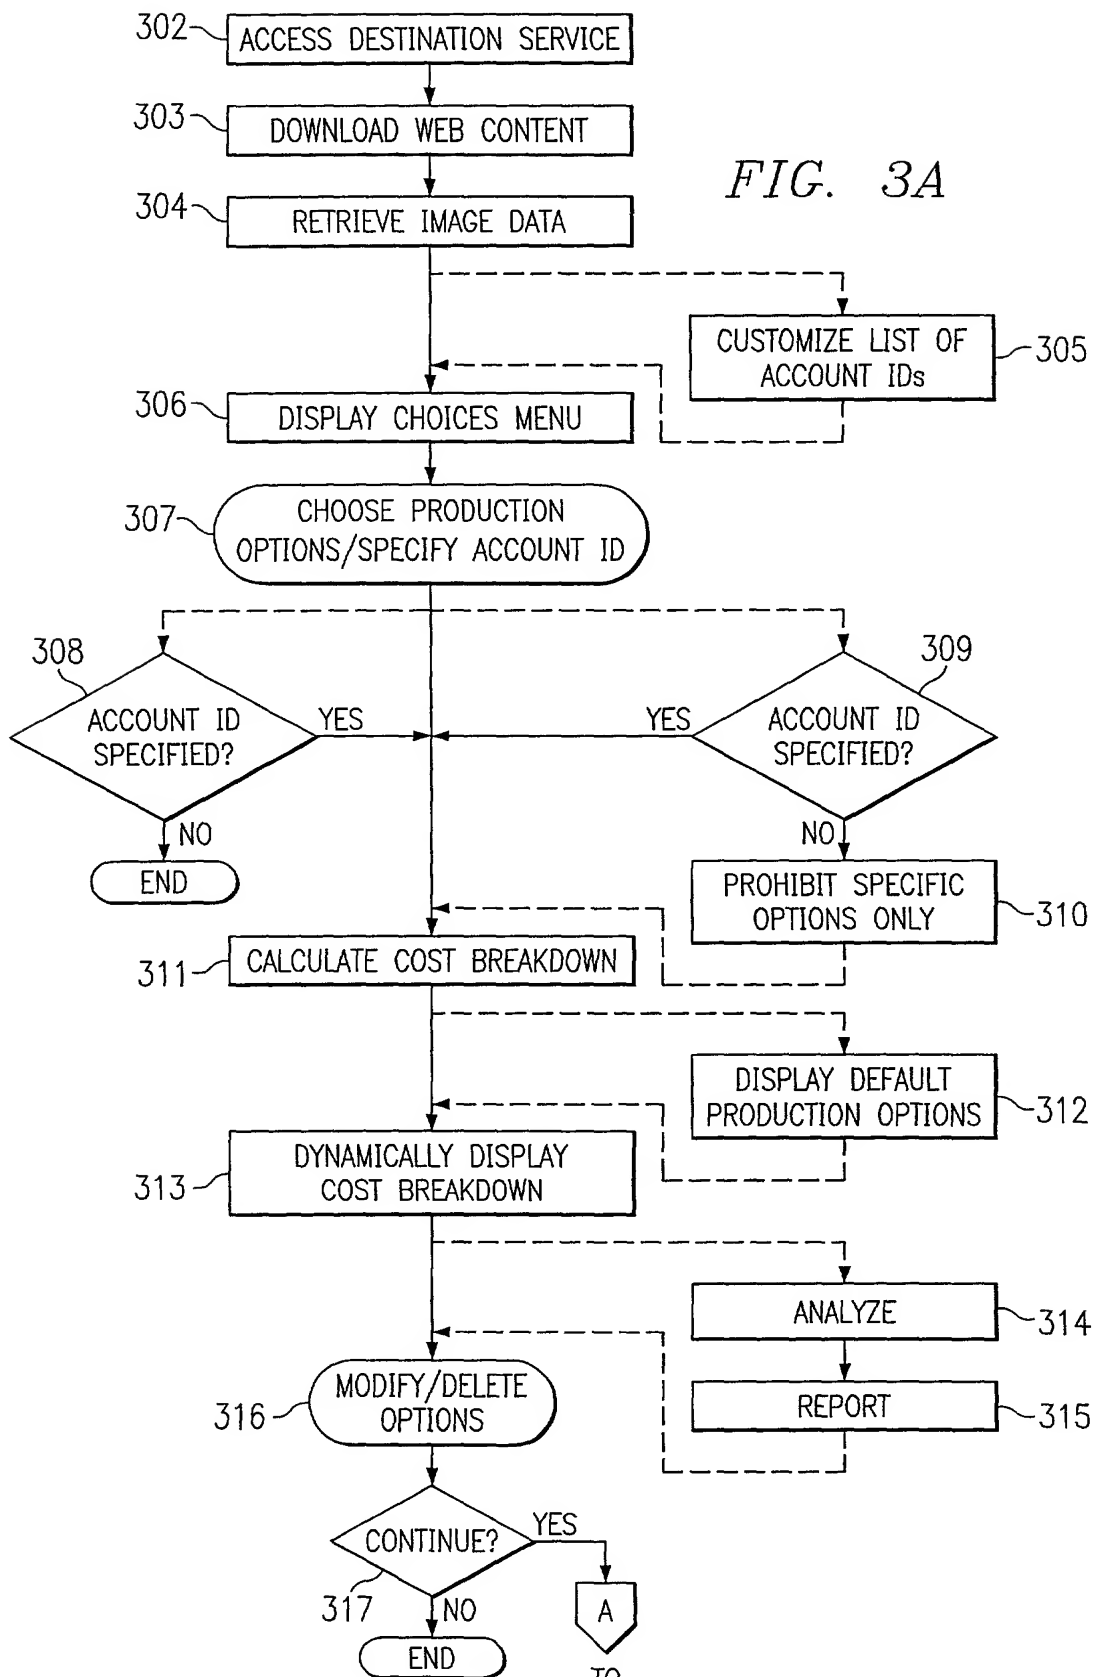 302
ACCESS DESTINATION SERVICE
303
DOWNLOAD WEB CONTENT
FIG. 3A
304
RETRIEVE IMAGE DATA
CUSTOMIZE LIST OF
ACCOUNT IDs
305
306
DISPLAY CHOICES MENU
307
CHOOSE PRODUCTION
OPTIONS/SPECIFY ACCOUNT ID
308
309
ACCOUNT ID
SPECIFIED?
YES
YES
ACCOUNT ID
SPECIFIED?
NO
NO
END
PROHIBIT SPECIFIC
OPTIONS ONLY
310
311
CALCULATE COST BREAKDOWN
DISPLAY DEFAULT
PRODUCTION OPTIONS
312
313
DYNAMICALLY DISPLAY
COST BREAKDOWN
ANALYZE
314
316
MODIFY/DELETE
OPTIONS
REPORT
315
CONTINUE?
YES
317
NO
A
END
TO